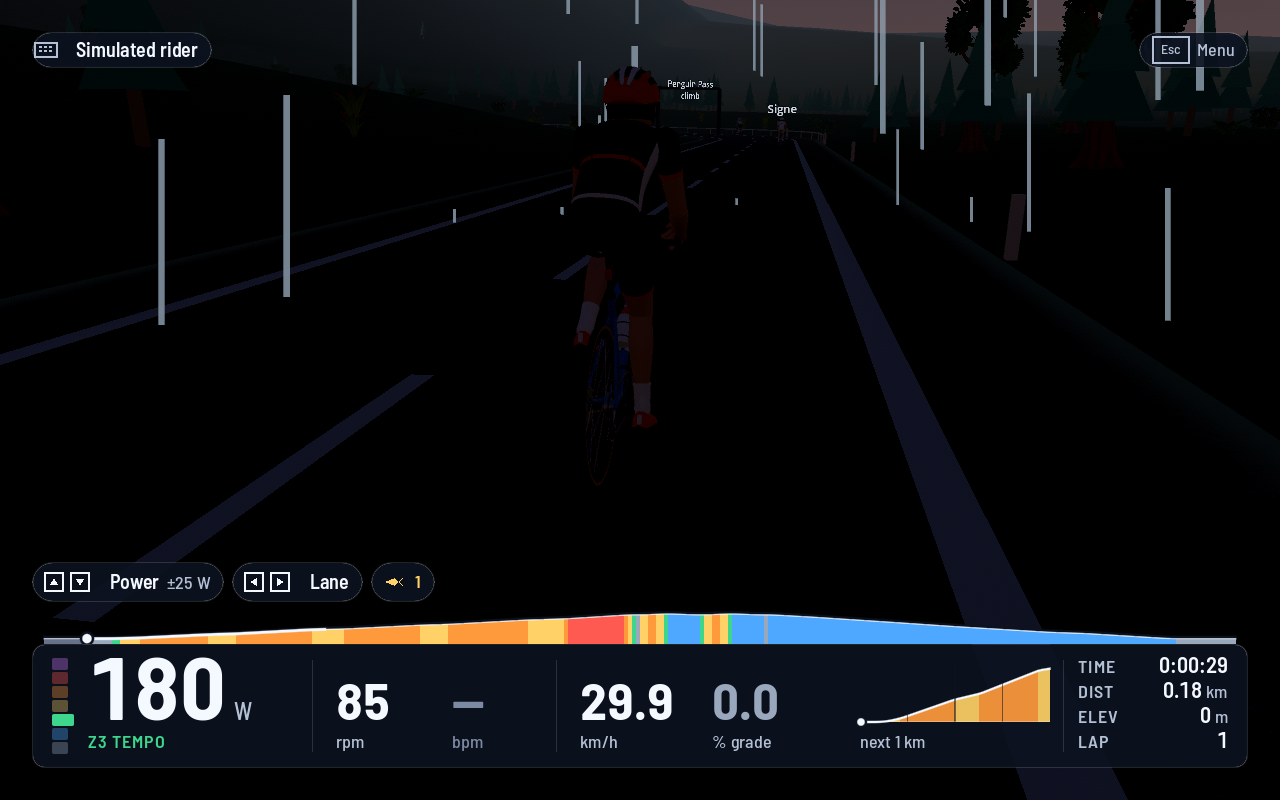 Simulated rider
Esc Menu
Penguin Pass
climb
Signe
Power ±25 W
Lane
1
180 W
Z3 TEMPO
85
rpm
—
bpm
29.9
km/h
0.0
% grade
next 1 km
TIME 0:00:29
DIST 0.18 km
ELEV 0 m
LAP 1